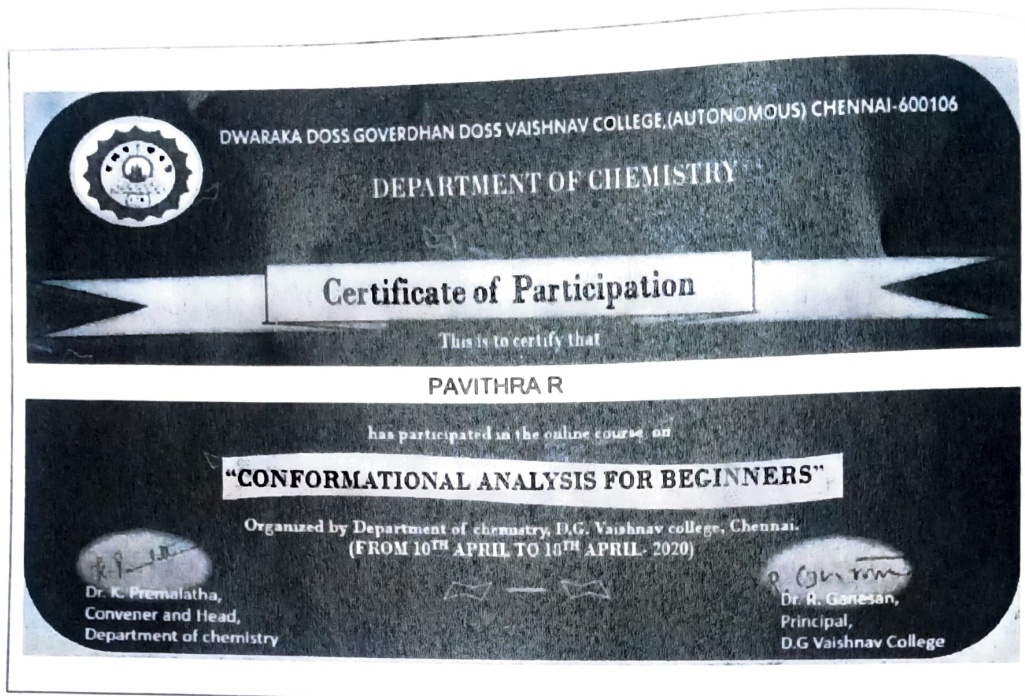 DWARAKA DOSS GOVERDHAN DOSS VAISHNAV COLLEGE,(AUTONOMOUS) CHENNAI-600106
DEPARTMENT OF CHEMISTRY
Certificate of Participation
This is to certify that
PAVITHRA R
has participated in the online course on
"CONFORMATIONAL ANALYSIS FOR BEGINNERS"
Organized by Department of chemistry, D.G. Vaishnav college, Chennai.
(FROM 10TH APRIL TO 18TH APRIL- 2020)
Dr. K. Premalatha,
Convener and Head,
Department of chemistry
Dr. R. Ganesan,
Principal,
D.G Vaishnav College